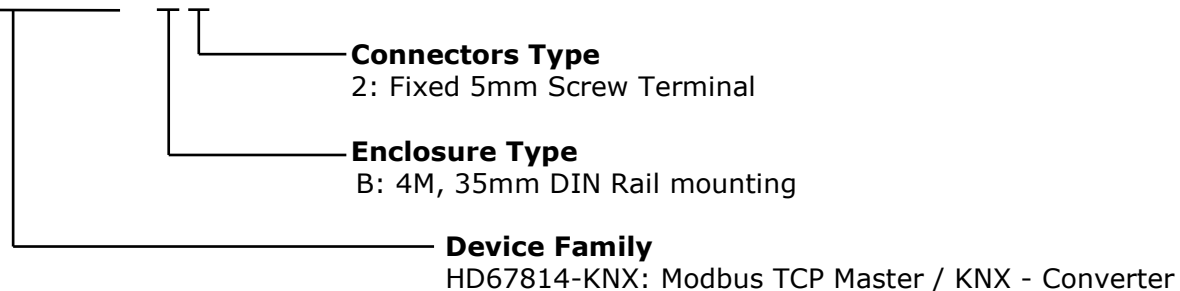 Connectors Type
2: Fixed 5mm Screw Terminal
Enclosure Type
B: 4M, 35mm DIN Rail mounting
Device Family
HD67814-KNX: Modbus TCP Master / KNX - Converter